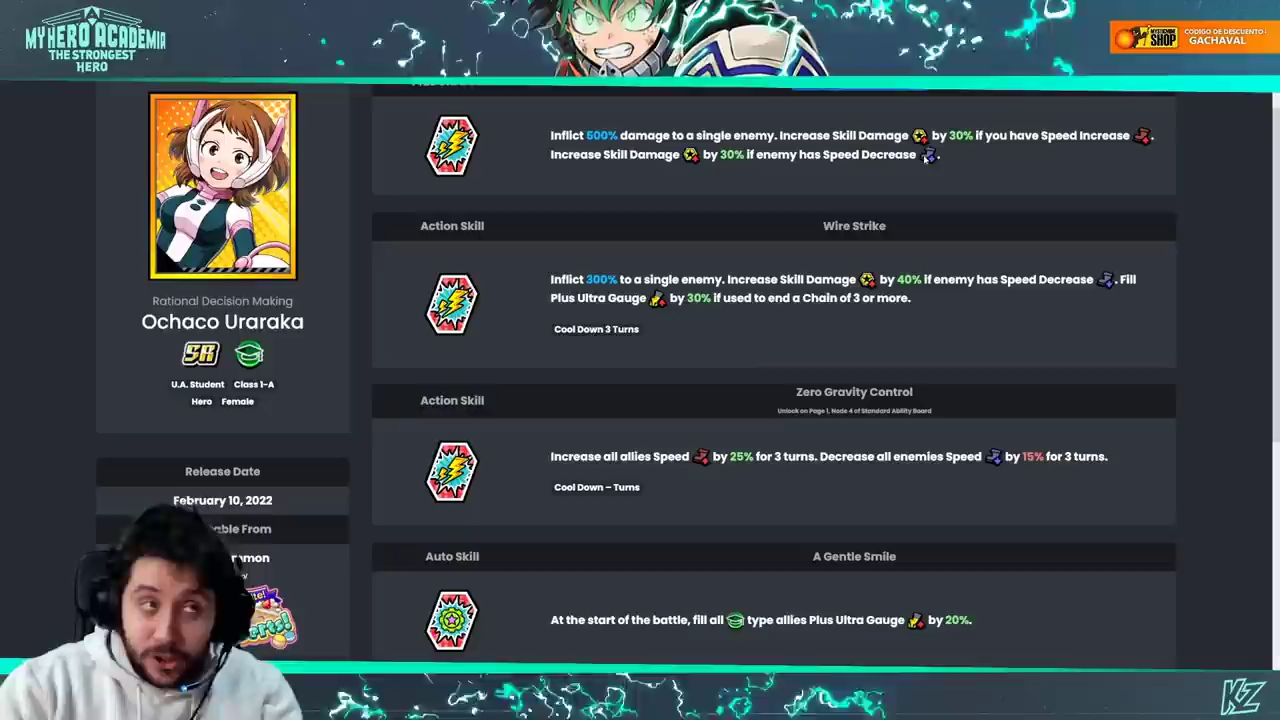 MY HERO ACADEMIA
THE STRONGEST
HERO
MYSTICTHINK
SHOP
CODIGO DE DESCUENTO:
GACHAVAL
Inflict 500% damage to a single enemy. Increase Skill Damage by 30% if you have Speed Increase .
Increase Skill Damage by 30% if enemy has Speed Decrease .
Action Skill
Wire Strike
Inflict 300% to a single enemy. Increase Skill Damage by 40% if enemy has Speed Decrease . Fill
Plus Ultra Gauge by 30% if used to end a Chain of 3 or more.
Cool Down 3 Turns
Rational Decision Making
Ochaco Uraraka
SR
U.A. Student Class 1-A
Hero Female
Action Skill
Zero Gravity Control
Unlock on Page 1, Node 4 of Standard Ability Board
Increase all allies Speed by 25% for 3 turns. Decrease all enemies Speed by 15% for 3 turns.
Cool Down – Turns
Release Date
February 10, 2022
Auto Skill
A Gentle Smile
At the start of the battle, fill all type allies Plus Ultra Gauge by 20%.
KZ